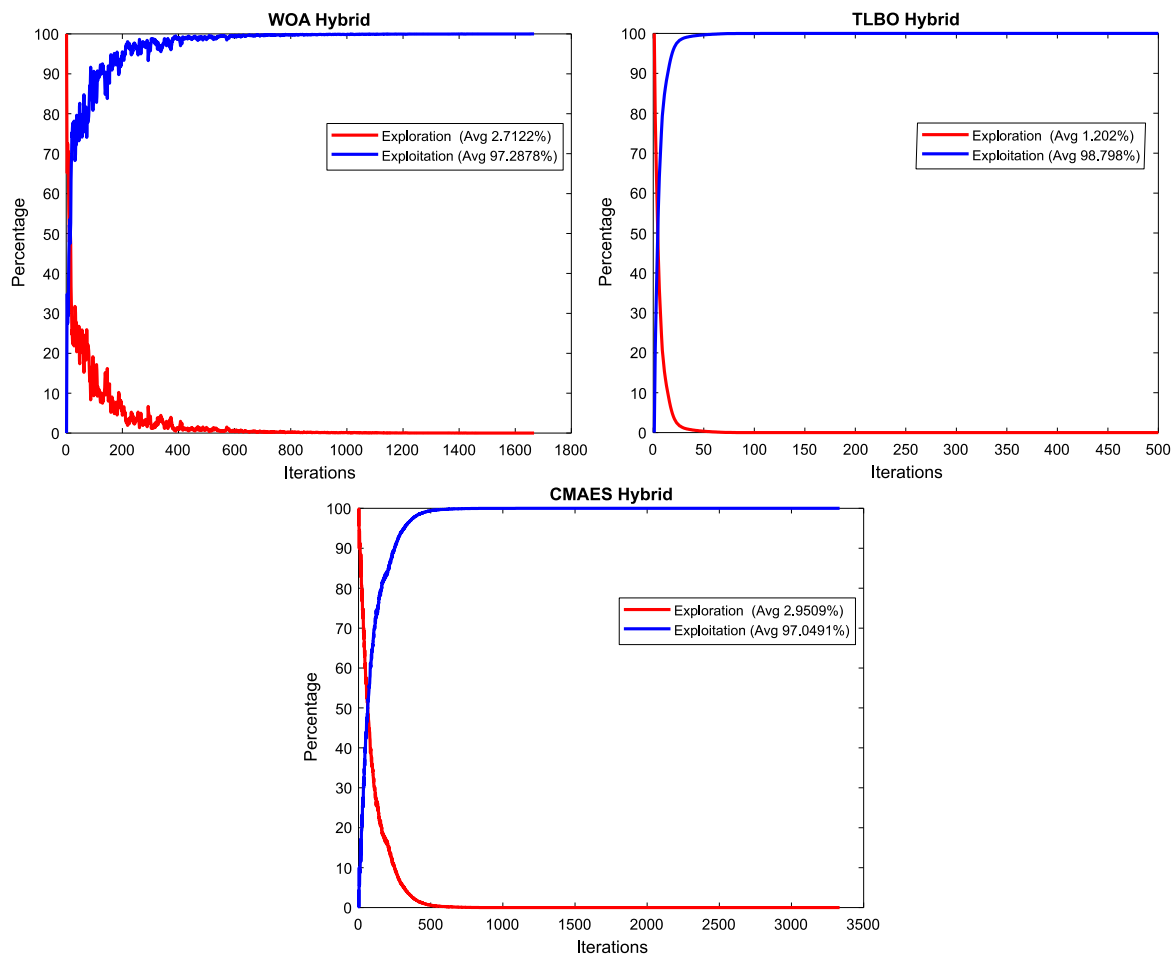 WOA Hybrid
100
90
80
70
60
50
40
30
20
10
0
Percentage
Exploration (Avg 2.7122%)
Exploitation (Avg 97.2878%)
0 200 400 600 800 1000 1200 1400 1600 1800
Iterations
TLBO Hybrid
100
90
80
70
60
50
40
30
20
10
0
Percentage
Exploration (Avg 1.202%)
Exploitation (Avg 98.798%)
0 50 100 150 200 250 300 350 400 450 500
Iterations
CMAES Hybrid
100
90
80
70
60
50
40
30
20
10
0
Percentage
Exploration (Avg 2.9509%)
Exploitation (Avg 97.0491%)
0 500 1000 1500 2000 2500 3000 3500
Iterations